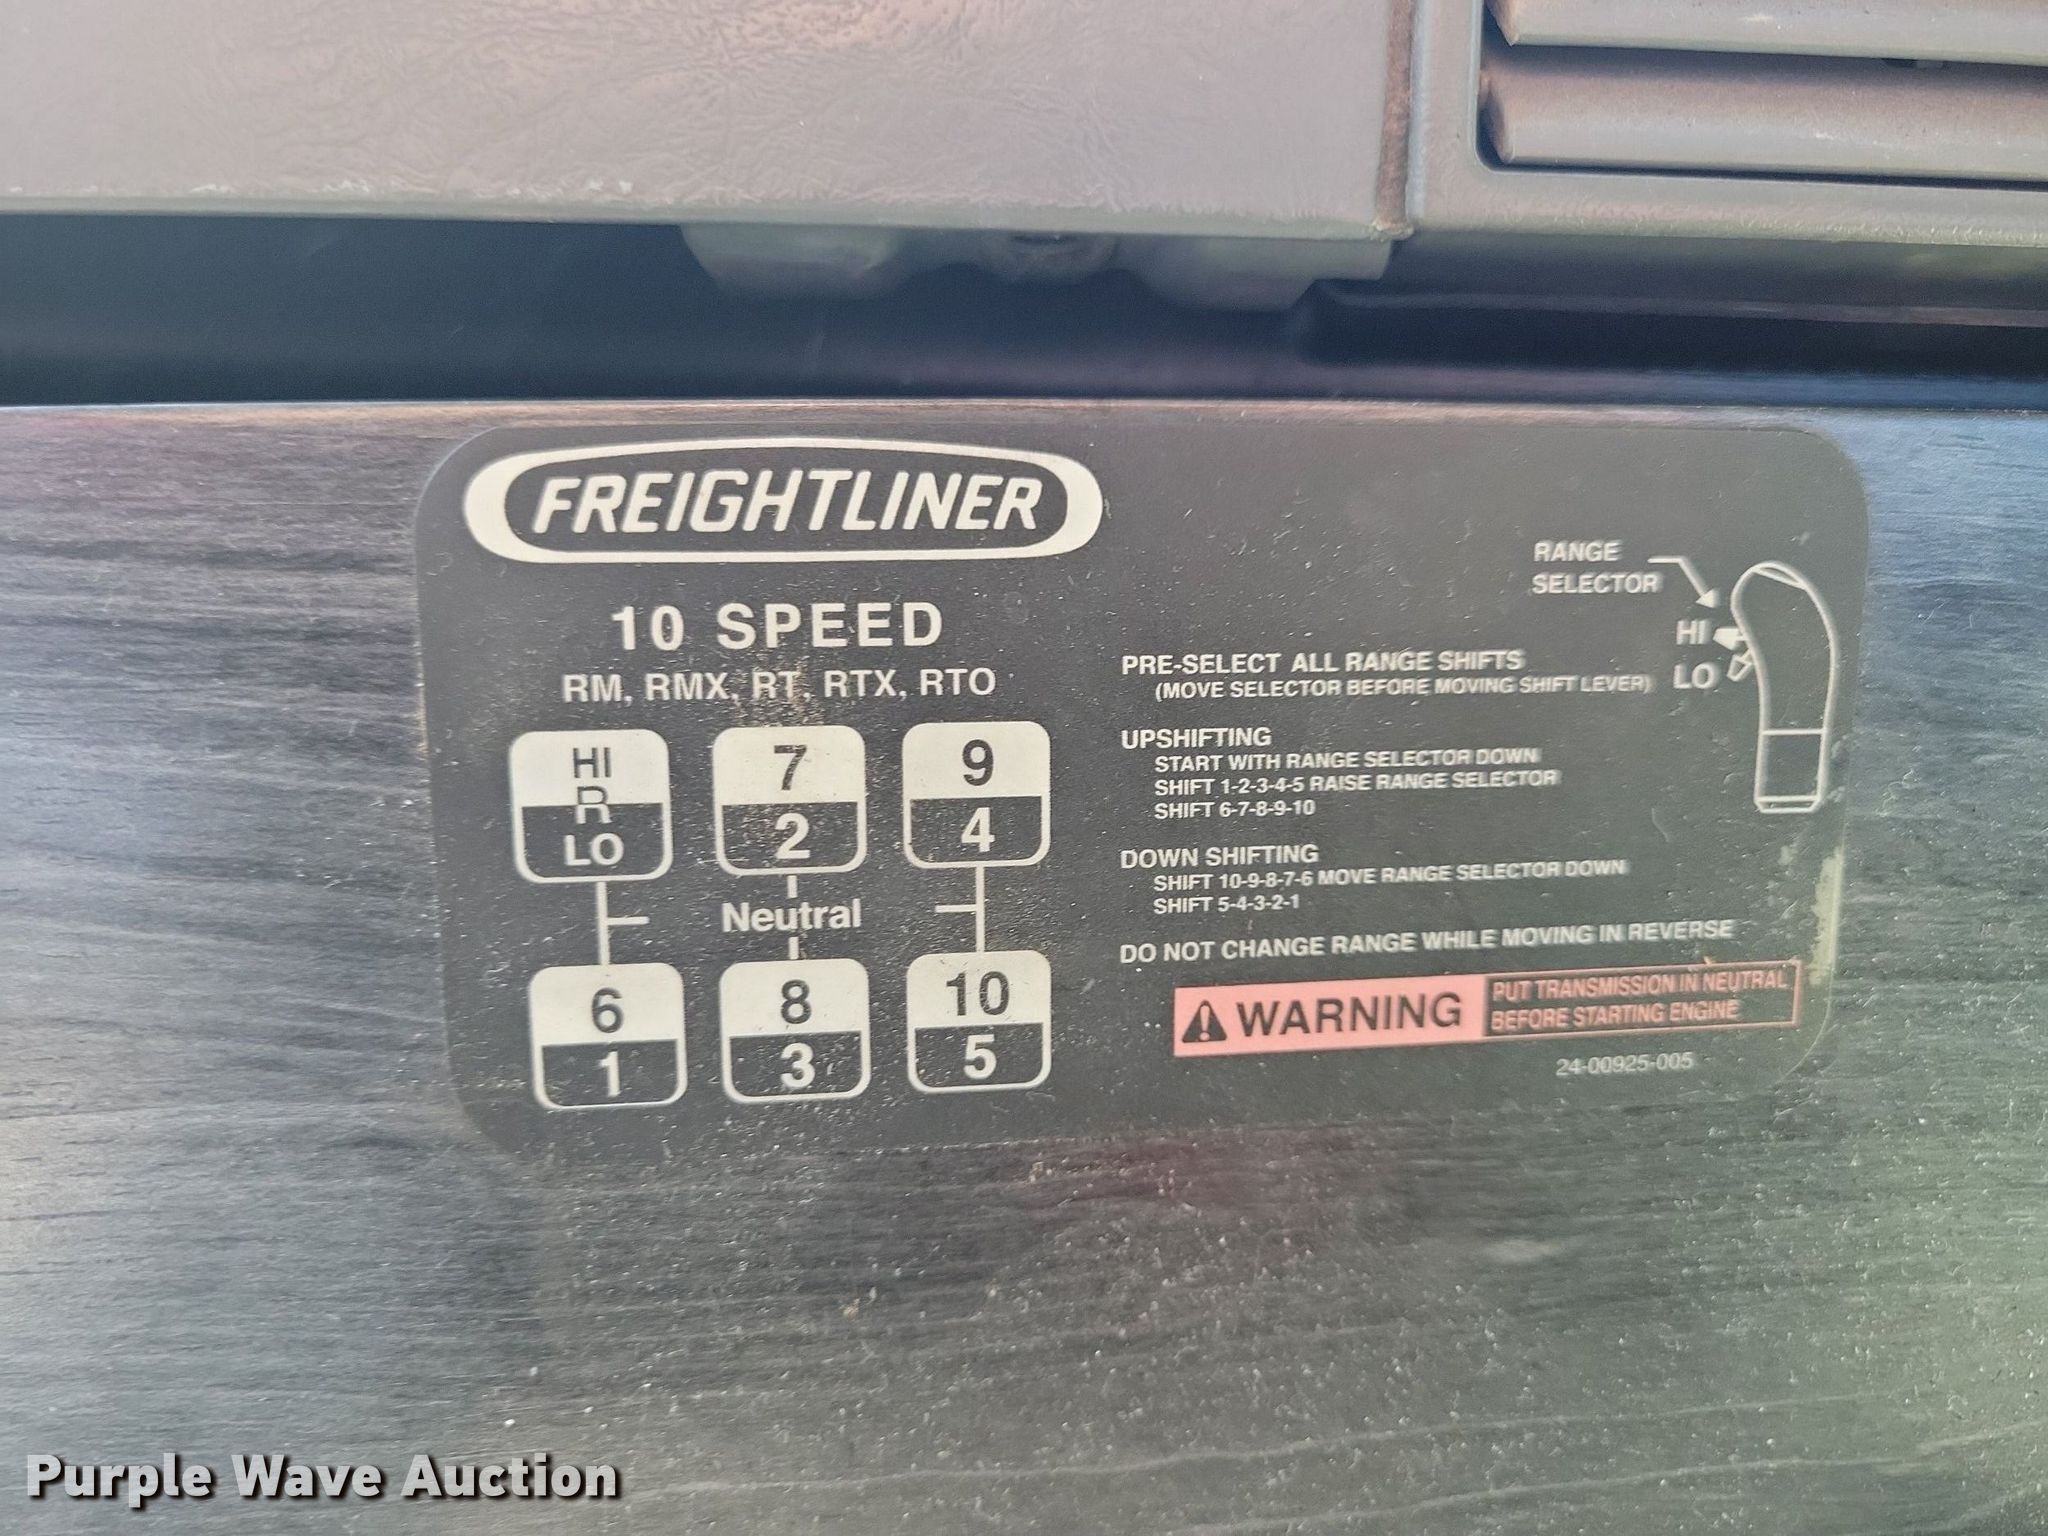 FREIGHTLINER
10 SPEED
RM, RMX, RT, RTX, RTO
HI
R
LO
7
2
9
4
Neutral
6
1
8
3
10
5
RANGE
SELECTOR
HI
LO
PRE-SELECT ALL RANGE SHIFTS
(MOVE SELECTOR BEFORE MOVING SHIFT LEVER)
UPSHIFTING
START WITH RANGE SELECTOR DOWN
SHIFT 1-2-3-4-5 RAISE RANGE SELECTOR
SHIFT 6-7-8-9-10
DOWN SHIFTING
SHIFT 10-9-8-7-6 MOVE RANGE SELECTOR DOWN
SHIFT 5-4-3-2-1
DO NOT CHANGE RANGE WHILE MOVING IN REVERSE
WARNING
PUT TRANSMISSION IN NEUTRAL
BEFORE STARTING ENGINE
24-00925-005
Purple Wave Auction